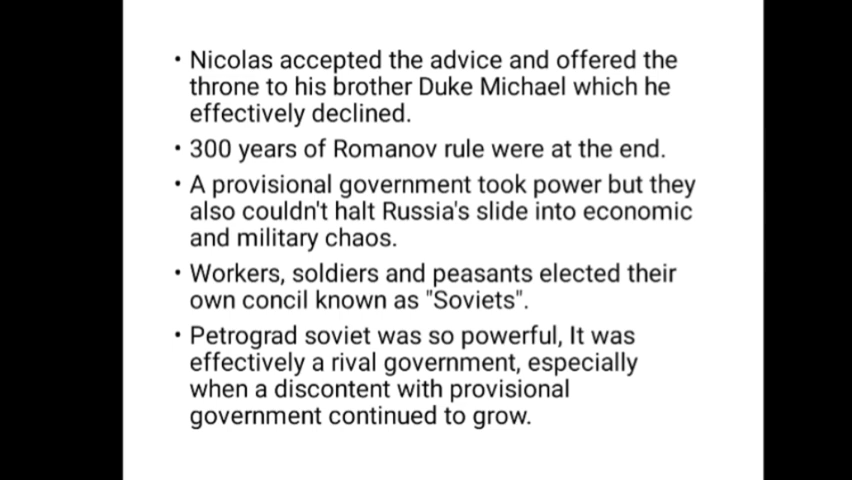 • Nicolas accepted the advice and offered the
throne to his brother Duke Michael which he
effectively declined.
• 300 years of Romanov rule were at the end.
• A provisional government took power but they
also couldn't halt Russia's slide into economic
and military chaos.
• Workers, soldiers and peasants elected their
own concil known as "Soviets".
• Petrograd soviet was so powerful, It was
effectively a rival government, especially
when a discontent with provisional
government continued to grow.